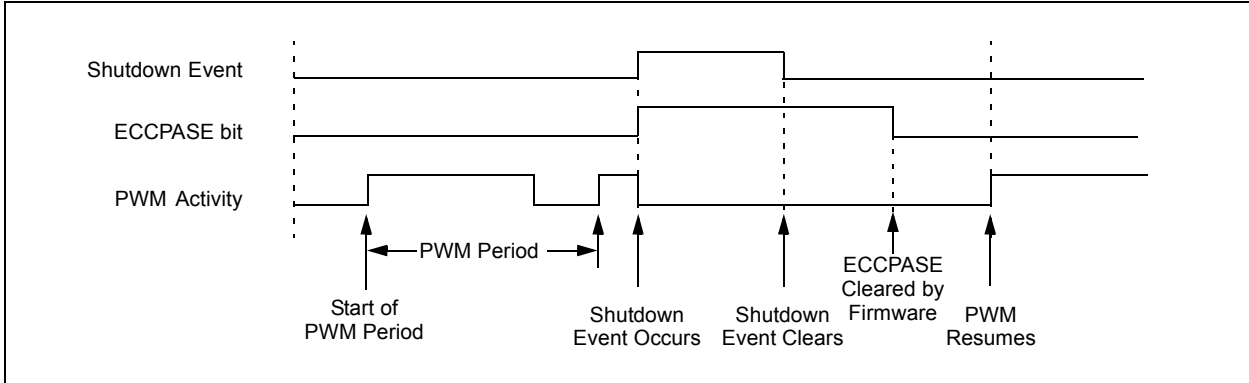 Shutdown Event
ECCPASE bit
PWM Activity
PWM Period
Start of
PWM Period
Shutdown
Event Occurs
Shutdown
Event Clears
ECCPASE
Cleared by
Firmware
PWM
Resumes